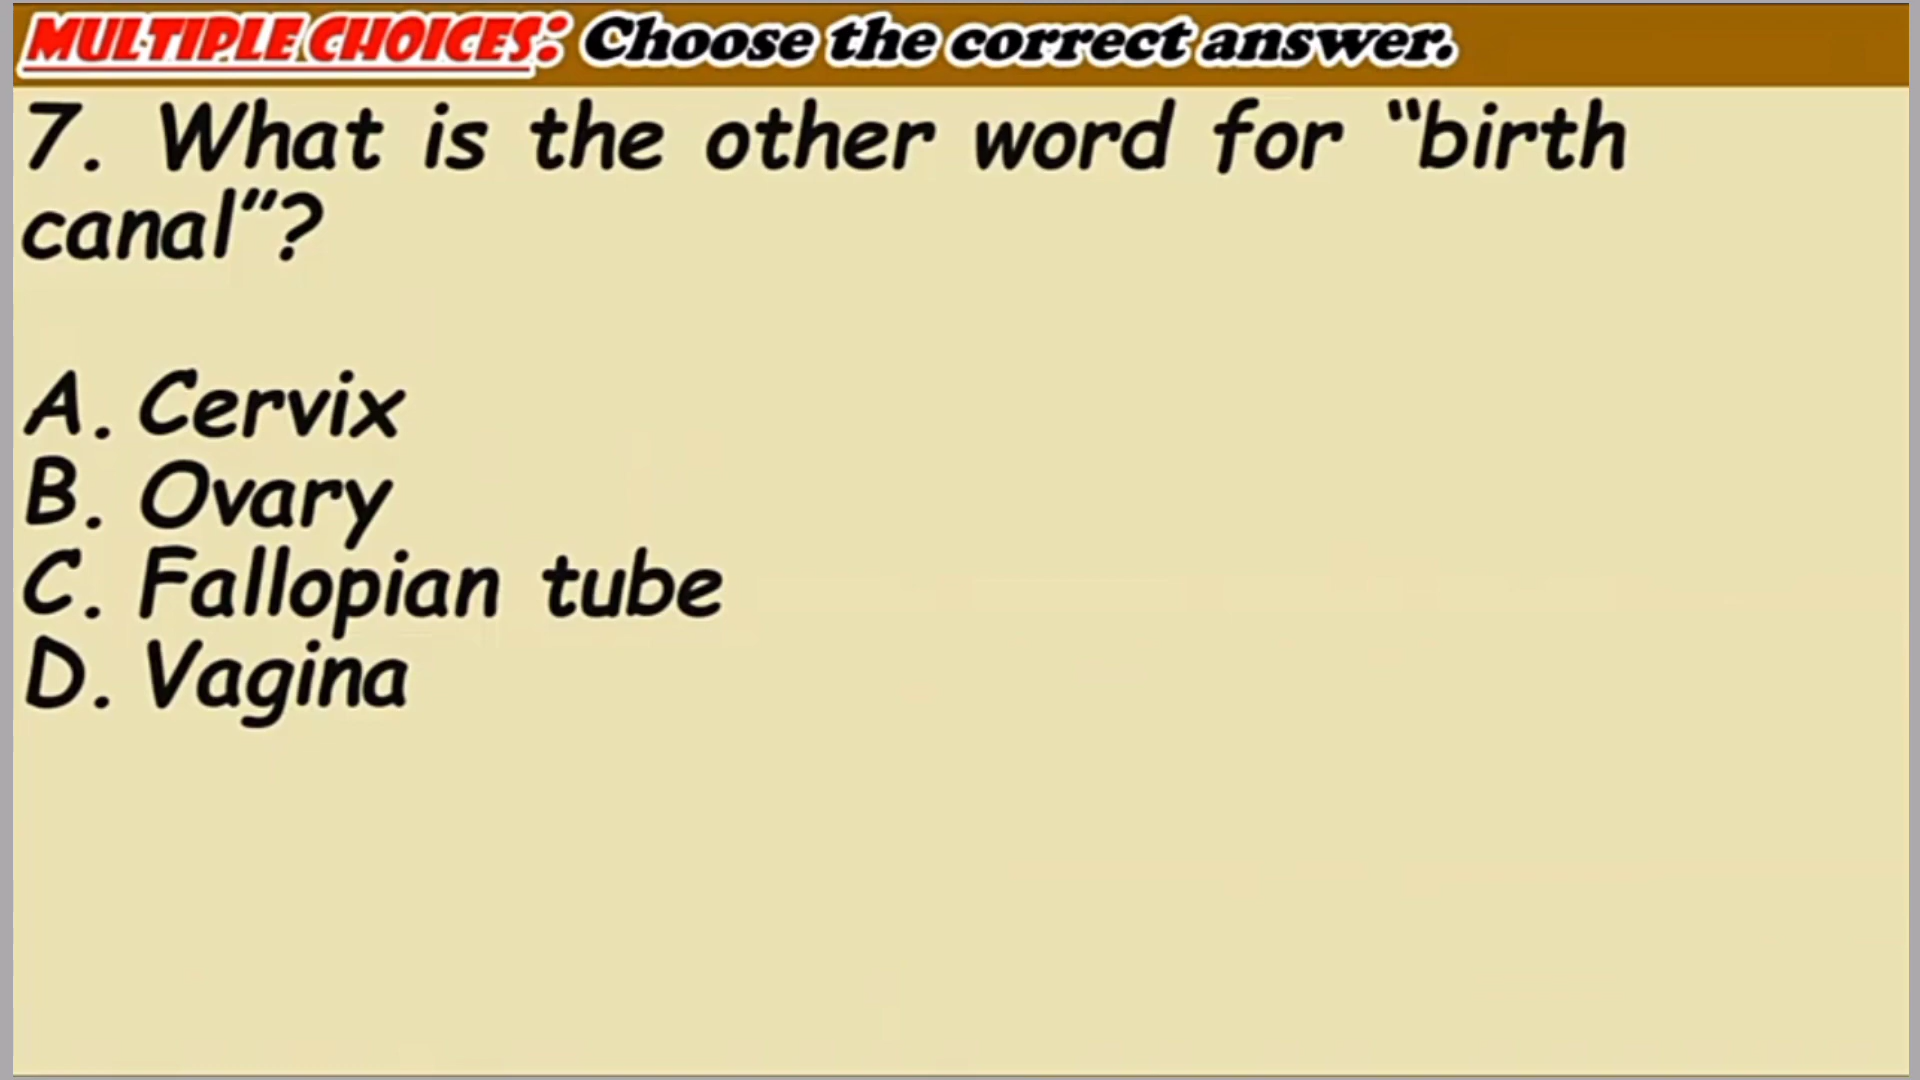 MULTIPLE CHOICES: Choose the correct answer.
7. What is the other word for “birth
canal”?
A. Cervix
B. Ovary
C. Fallopian tube
D. Vagina